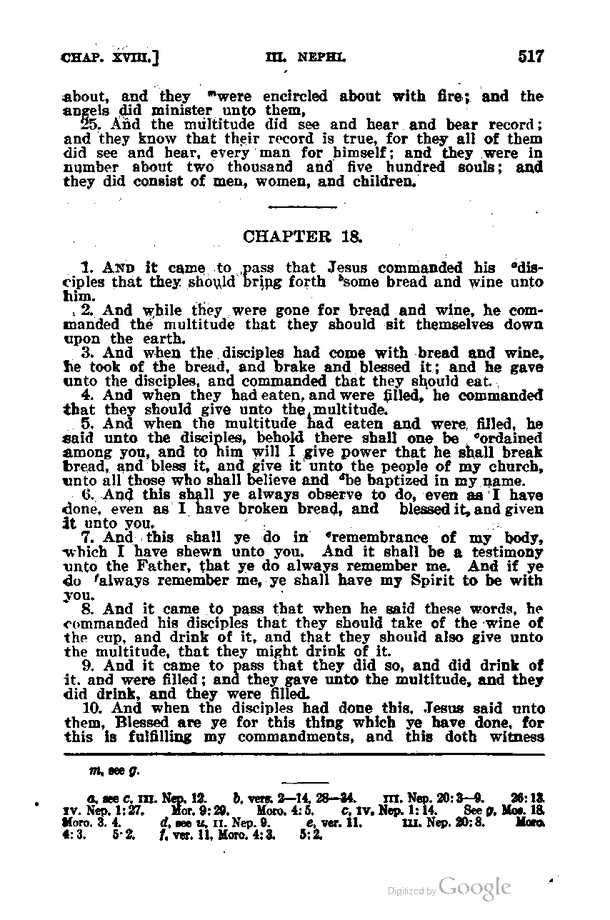 CHAP. XVIII.] III. NEPHI. 517
about, and they ᵐwere encircled about with fire; and the
angels did minister unto them,
25. And the multitude did see and hear and bear record;
and they know that their record is true, for they all of them
did see and hear, every man for himself; and they were in
number about two thousand and five hundred souls; and
they did consist of men, women, and children.
CHAPTER 18.
1. AND it came to pass that Jesus commanded his ᵃdis-
ciples that they should bring forth ᵇsome bread and wine unto
him.
2. And while they were gone for bread and wine, he com-
manded the multitude that they should sit themselves down
upon the earth.
3. And when the disciples had come with bread and wine,
he took of the bread, and brake and blessed it; and he gave
unto the disciples, and commanded that they should eat.
4. And when they had eaten, and were filled, he commanded
that they should give unto the multitude.
5. And when the multitude had eaten and were filled, he
said unto the disciples, behold there shall one be ᶜordained
among you, and to him will I give power that he shall break
bread, and bless it, and give it unto the people of my church,
unto all those who shall believe and ᵈbe baptized in my name.
6. And this shall ye always observe to do, even as I have
done, even as I have broken bread, and blessed it, and given
it unto you.
7. And this shall ye do in ᵉremembrance of my body,
which I have shewn unto you. And it shall be a testimony
unto the Father, that ye do always remember me. And if ye
do ᶠalways remember me, ye shall have my Spirit to be with
you.
8. And it came to pass that when he said these words, he
commanded his disciples that they should take of the wine of
the cup, and drink of it, and that they should also give unto
the multitude, that they might drink of it.
9. And it came to pass that they did so, and did drink of
it, and were filled; and they gave unto the multitude, and they
did drink, and they were filled.
10. And when the disciples had done this, Jesus said unto
them, Blessed are ye for this thing which ye have done, for
this is fulfilling my commandments, and this doth witness
m, see g.
a, see c, III. Nep. 12. b, vers. 2—14, 28—34. III. Nep. 20:3—9. 26:13.
IV. Nep. 1:27. Mor. 9:29. Moro. 4:5. c, IV. Nep. 1:14. See g, Mos. 18.
Moro. 3. 4. d, see u, II. Nep. 9. e, ver. 11. III. Nep. 20:8. Moro.
4:3. 5:2. f, ver. 11, Moro. 4:3. 5:2.
Digitized by Google